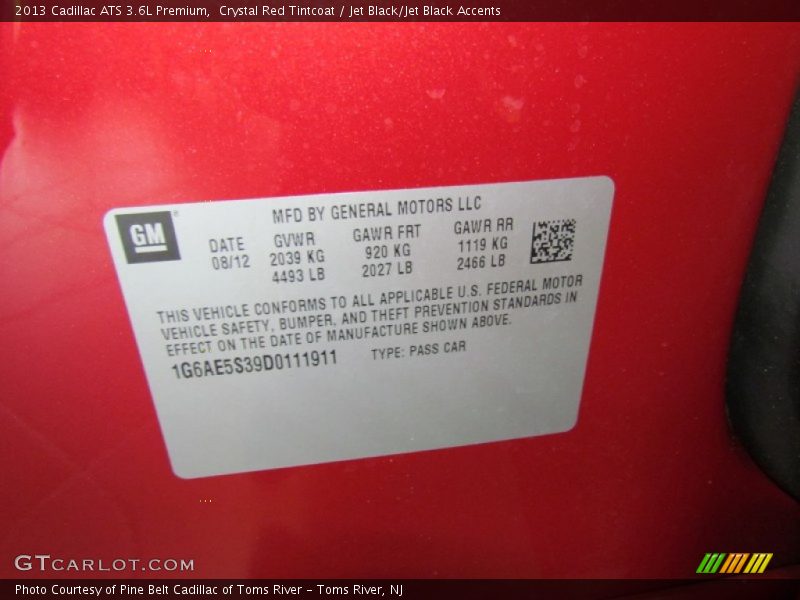 2013 Cadillac ATS 3.6L Premium,  Crystal Red Tintcoat / Jet Black/Jet Black Accents
GM
MFD BY GENERAL MOTORS LLC
DATE GVWR GAWR FRT GAWR RR
08/12 2039 KG 920 KG 1119 KG
4493 LB 2027 LB 2466 LB
THIS VEHICLE CONFORMS TO ALL APPLICABLE U.S. FEDERAL MOTOR
VEHICLE SAFETY, BUMPER, AND THEFT PREVENTION STANDARDS IN
EFFECT ON THE DATE OF MANUFACTURE SHOWN ABOVE.
1G6AE5S39D0111911 TYPE: PASS CAR
GTCARLOT.COM
Photo Courtesy of Pine Belt Cadillac of Toms River – Toms River, NJ